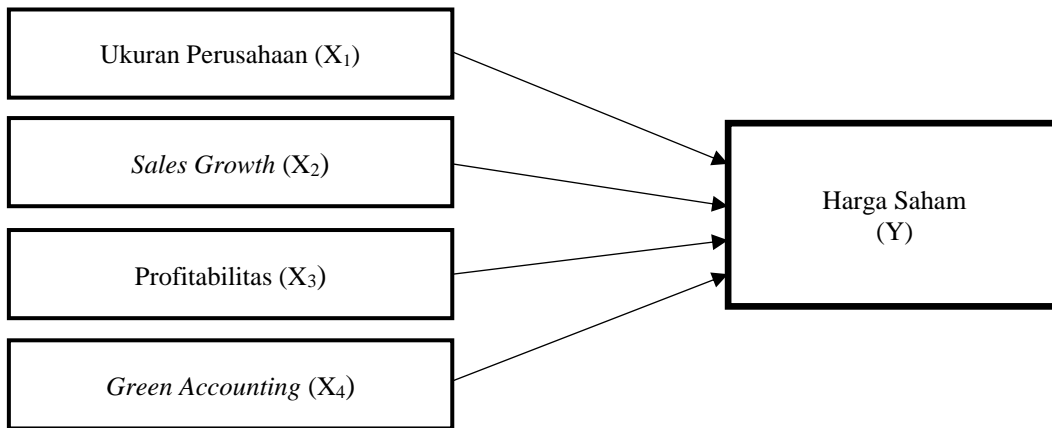 Ukuran Perusahaan (X₁)
Sales Growth (X₂)
Profitabilitas (X₃)
Green Accounting (X₄)
Harga Saham
(Y)